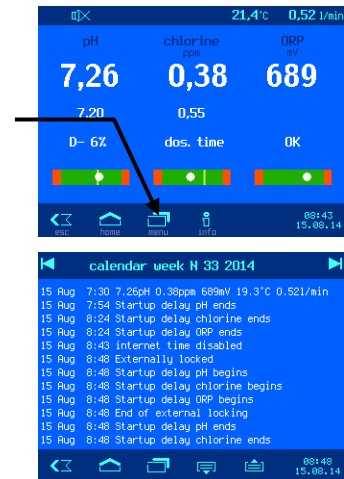 21,4°C 0,52 l/min
pH chlorine ORP
ppm mV
7,26 0,38 689
7,20 0,55
D- 6% dos. time OK
esc home menu info
08:43
15.08.14
calendar week N 33 2014
15 Aug 7:30 7.26pH 0.38ppm 689mV 19.3°C 0.52l/min
15 Aug 7:54 Startup delay pH ends
15 Aug 8:24 Startup delay chlorine ends
15 Aug 8:24 Startup delay ORP ends
15 Aug 8:43 internet time disabled
15 Aug 8:48 Externally locked
15 Aug 8:48 Startup delay pH begins
15 Aug 8:48 Startup delay chlorine begins
15 Aug 8:48 Startup delay ORP begins
15 Aug 8:48 End of external locking
15 Aug 8:48 Startup delay pH ends
15 Aug 8:48 Startup delay chlorine ends
08:48
15.08.14